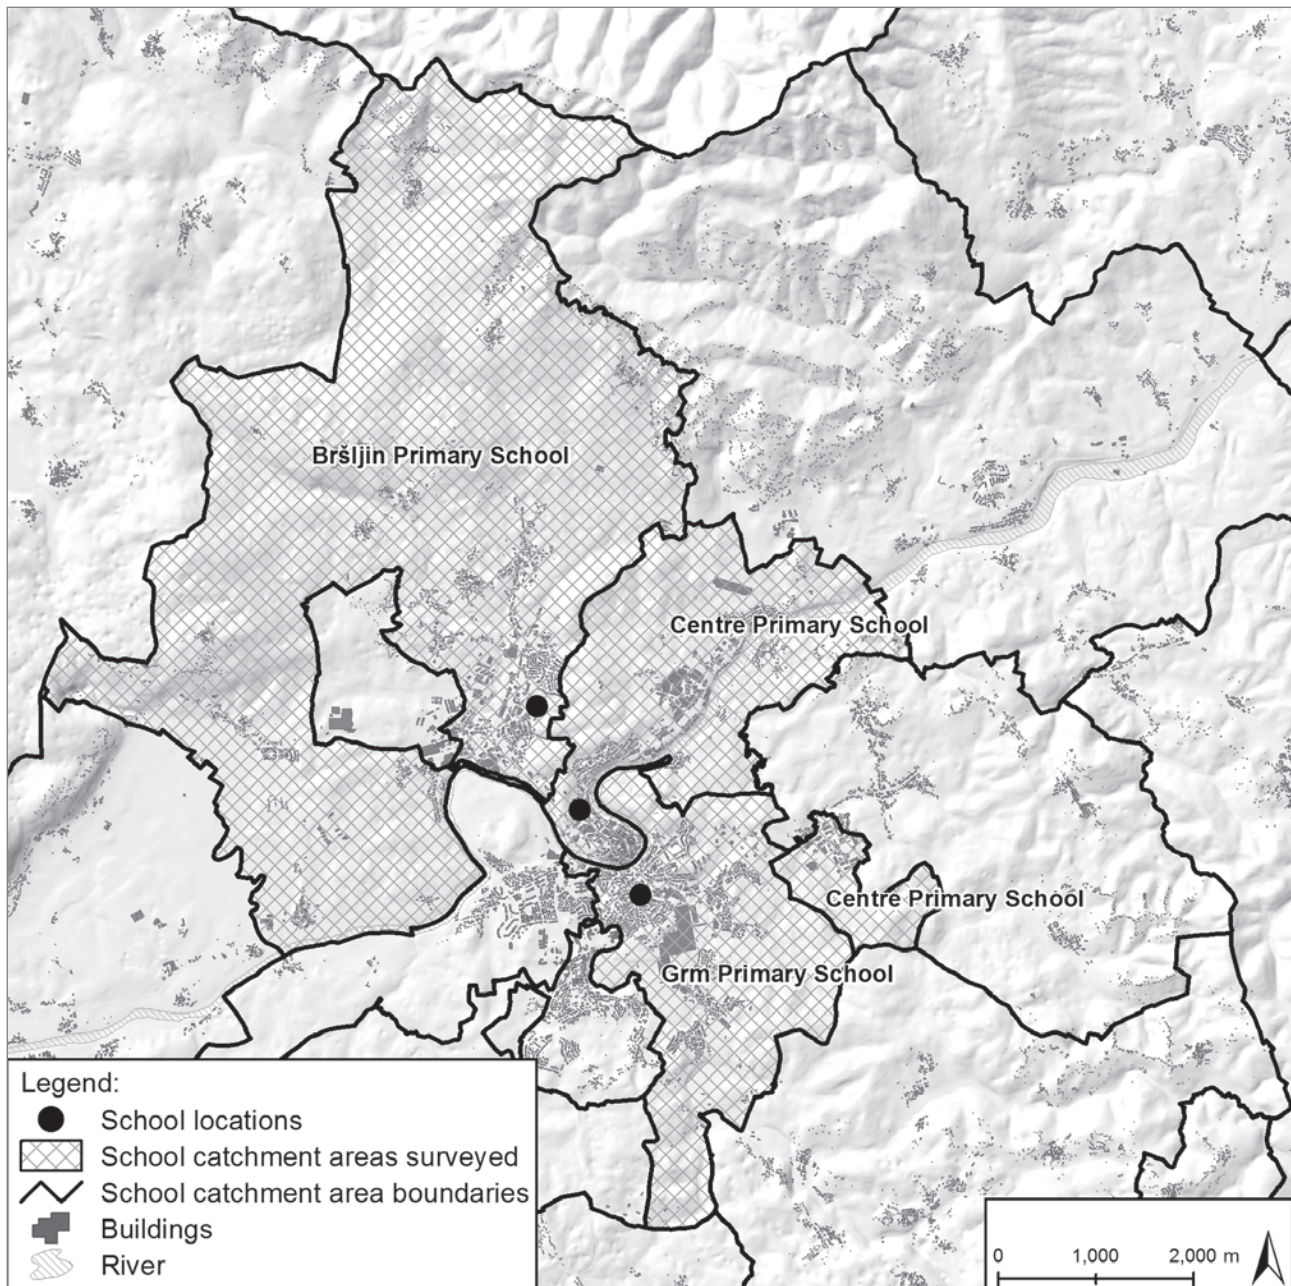 Bršljin Primary School
Centre Primary School
Centre Primary School
Grm Primary School
Legend:
School locations
School catchment areas surveyed
School catchment area boundaries
Buildings
River
0 1,000 2,000 m